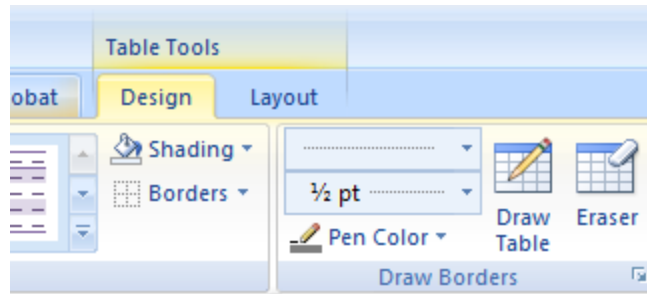 Table Tools
obat Design Layout
Shading
Borders
½ pt
Pen Color
Draw Table
Eraser
Draw Borders